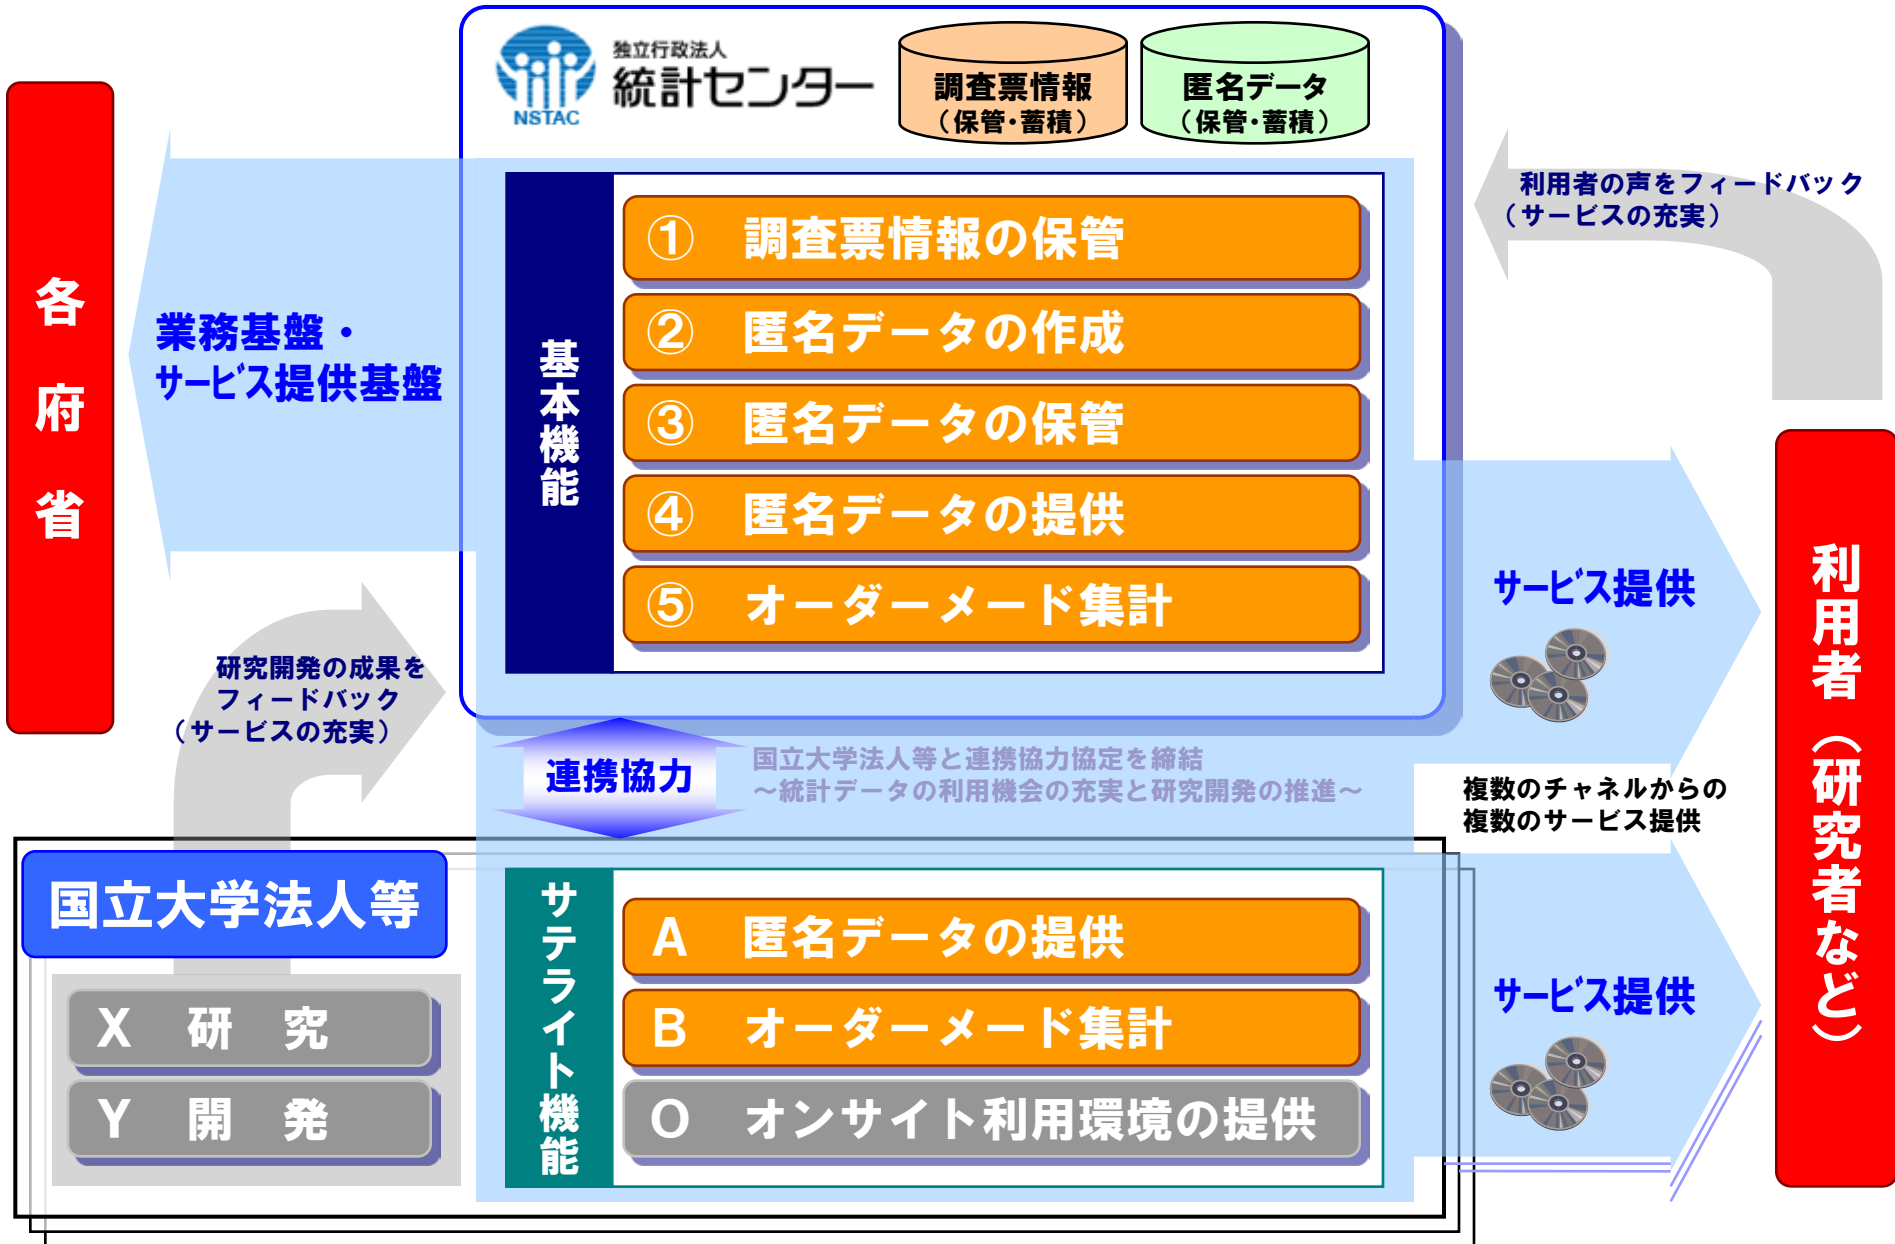 独立行政法人
統計センター
NSTAC
調査票情報
（保管・蓄積）
匿名データ
（保管・蓄積）
各府省
業務基盤・
サービス提供基盤
基本機能
① 調査票情報の保管
② 匿名データの作成
③ 匿名データの保管
④ 匿名データの提供
⑤ オーダーメード集計
利用者の声をフィードバック
（サービスの充実）
サービス提供
利用者（研究者など）
研究開発の成果を
フィードバック
（サービスの充実）
連携協力
国立大学法人等と連携協力協定を締結
～統計データの利用機会の充実と研究開発の推進～
複数のチャネルからの
複数のサービス提供
国立大学法人等
X 研 究
Y 開 発
サテライト機能
A 匿名データの提供
B オーダーメード集計
O オンサイト利用環境の提供
サービス提供